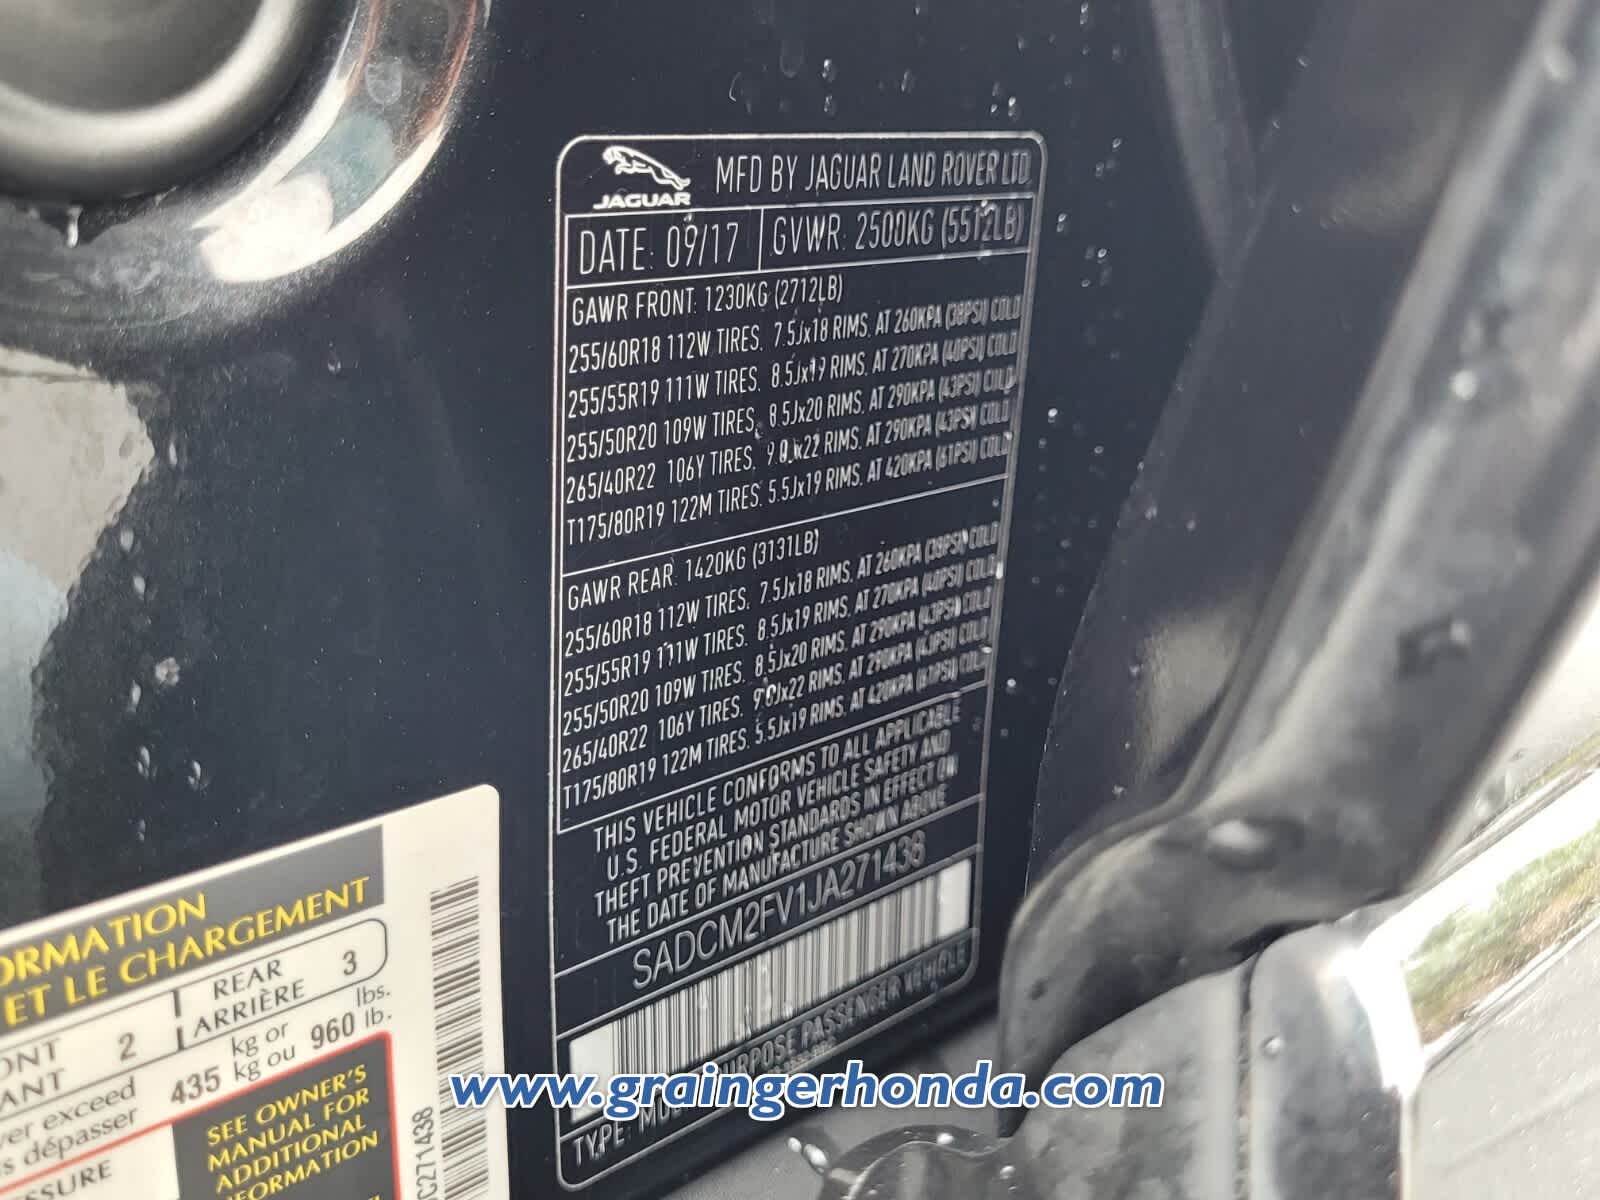 JAGUAR
MFD BY JAGUAR LAND ROVER LTD.
DATE: 09/17
GVWR: 2500KG (5512LB)
GAWR FRONT: 1230KG (2712LB)
255/60R18 112W TIRES, 7.5Jx18 RIMS, AT 260KPA (38PSI) COLD
255/55R19 111W TIRES, 8.5Jx19 RIMS, AT 270KPA (40PSI) COLD
255/50R20 109W TIRES, 8.5Jx20 RIMS, AT 290KPA (43PSI) COLD
265/40R22 106Y TIRES, 9.0Jx22 RIMS, AT 290KPA (43PSI) COLD
T175/80R19 122M TIRES, 5.5Jx19 RIMS, AT 420KPA (61PSI) COLD
GAWR REAR: 1420KG (3131LB)
255/60R18 112W TIRES, 7.5Jx18 RIMS, AT 260KPA (38PSI) COLD
255/55R19 111W TIRES, 8.5Jx19 RIMS, AT 270KPA (40PSI) COLD
255/50R20 109W TIRES, 8.5Jx20 RIMS, AT 290KPA (43PSI) COLD
265/40R22 106Y TIRES, 9.0Jx22 RIMS, AT 290KPA (43PSI) COLD
T175/80R19 122M TIRES, 5.5Jx19 RIMS, AT 420KPA (61PSI) COLD
THIS VEHICLE CONFORMS TO ALL APPLICABLE
U.S. FEDERAL MOTOR VEHICLE SAFETY AND
THEFT PREVENTION STANDARDS IN EFFECT ON
THE DATE OF MANUFACTURE SHOWN ABOVE
SADCM2FV1JA271438
TYPE: PASSENGER VEHICLE
ORMATION
ET LE CHARGEMENT
ONT 2 REAR 3
ANT ARRIÈRE
ver exceed 435 kg or 960 lbs.
s dépasser kg ou lb.
SSURE
SEE OWNER'S
MANUAL FOR
ADDITIONAL
FORMATION
C271438
www.graingerhonda.com